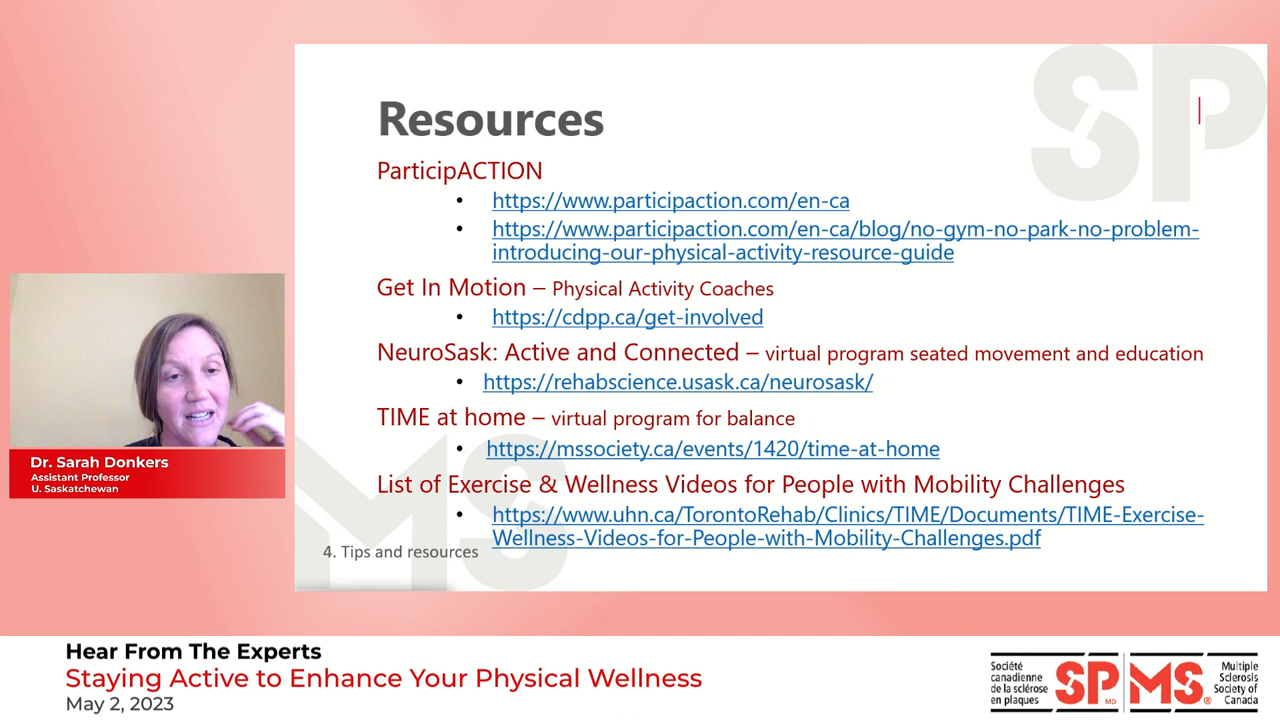 SP
Resources
ParticipACTION
• https://www.participaction.com/en-ca
• https://www.participaction.com/en-ca/blog/no-gym-no-park-no-problem-
introducing-our-physical-activity-resource-guide
Get In Motion – Physical Activity Coaches
• https://cdpp.ca/get-involved
NeuroSask: Active and Connected – virtual program seated movement and education
• https://rehabscience.usask.ca/neurosask/
TIME at home – virtual program for balance
• https://mssociety.ca/events/1420/time-at-home
List of Exercise & Wellness Videos for People with Mobility Challenges
• https://www.uhn.ca/TorontoRehab/Clinics/TIME/Documents/TIME-Exercise-
Wellness-Videos-for-People-with-Mobility-Challenges.pdf
4. Tips and resources
MS
Dr. Sarah Donkers
Assistant Professor
U. Saskatchewan
Hear From The Experts
Staying Active to Enhance Your Physical Wellness
May 2, 2023
Société
canadienne
de la sclérose
en plaques
SP MD
MS ®
Multiple
Sclerosis
Society of
Canada